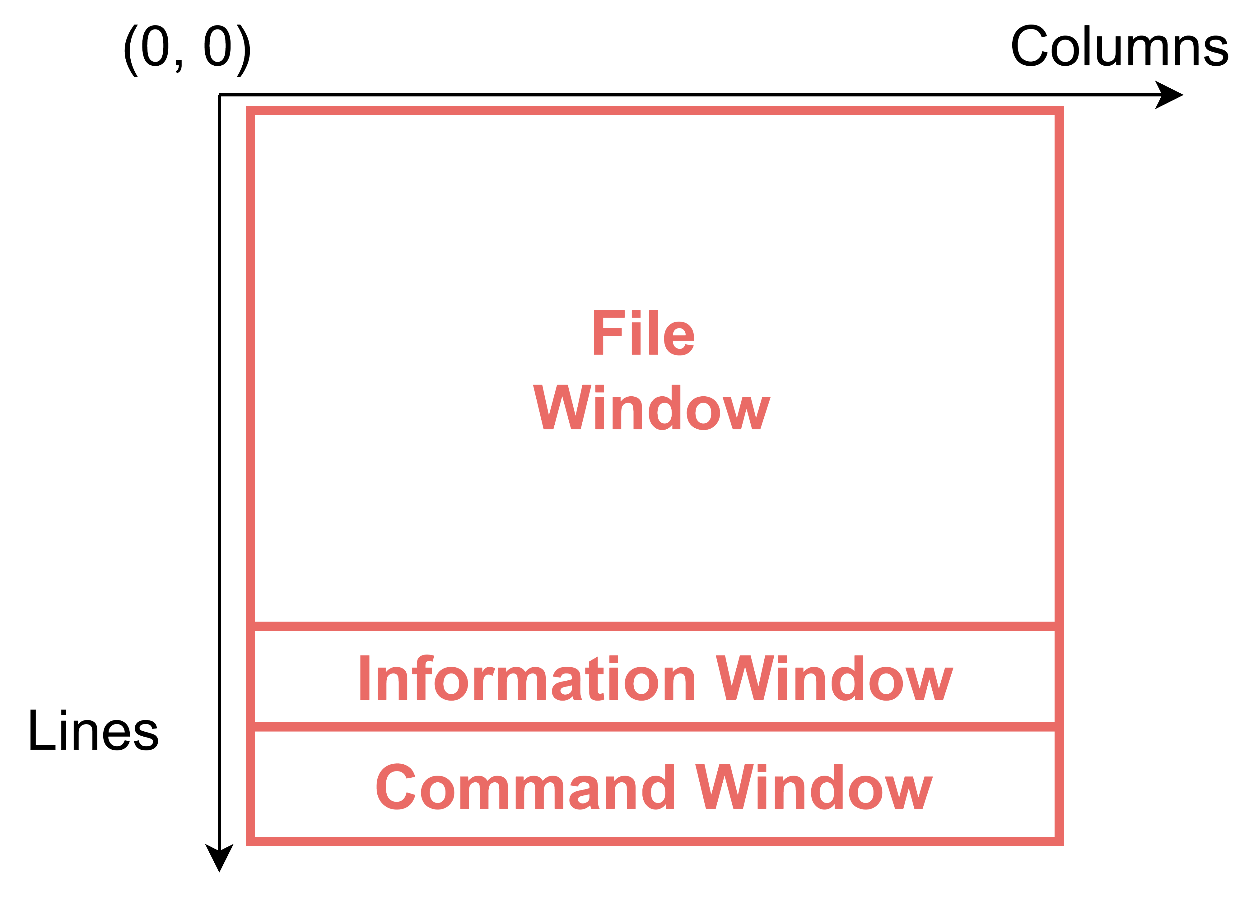 (0, 0)
Columns
File
Window
Information Window
Lines
Command Window